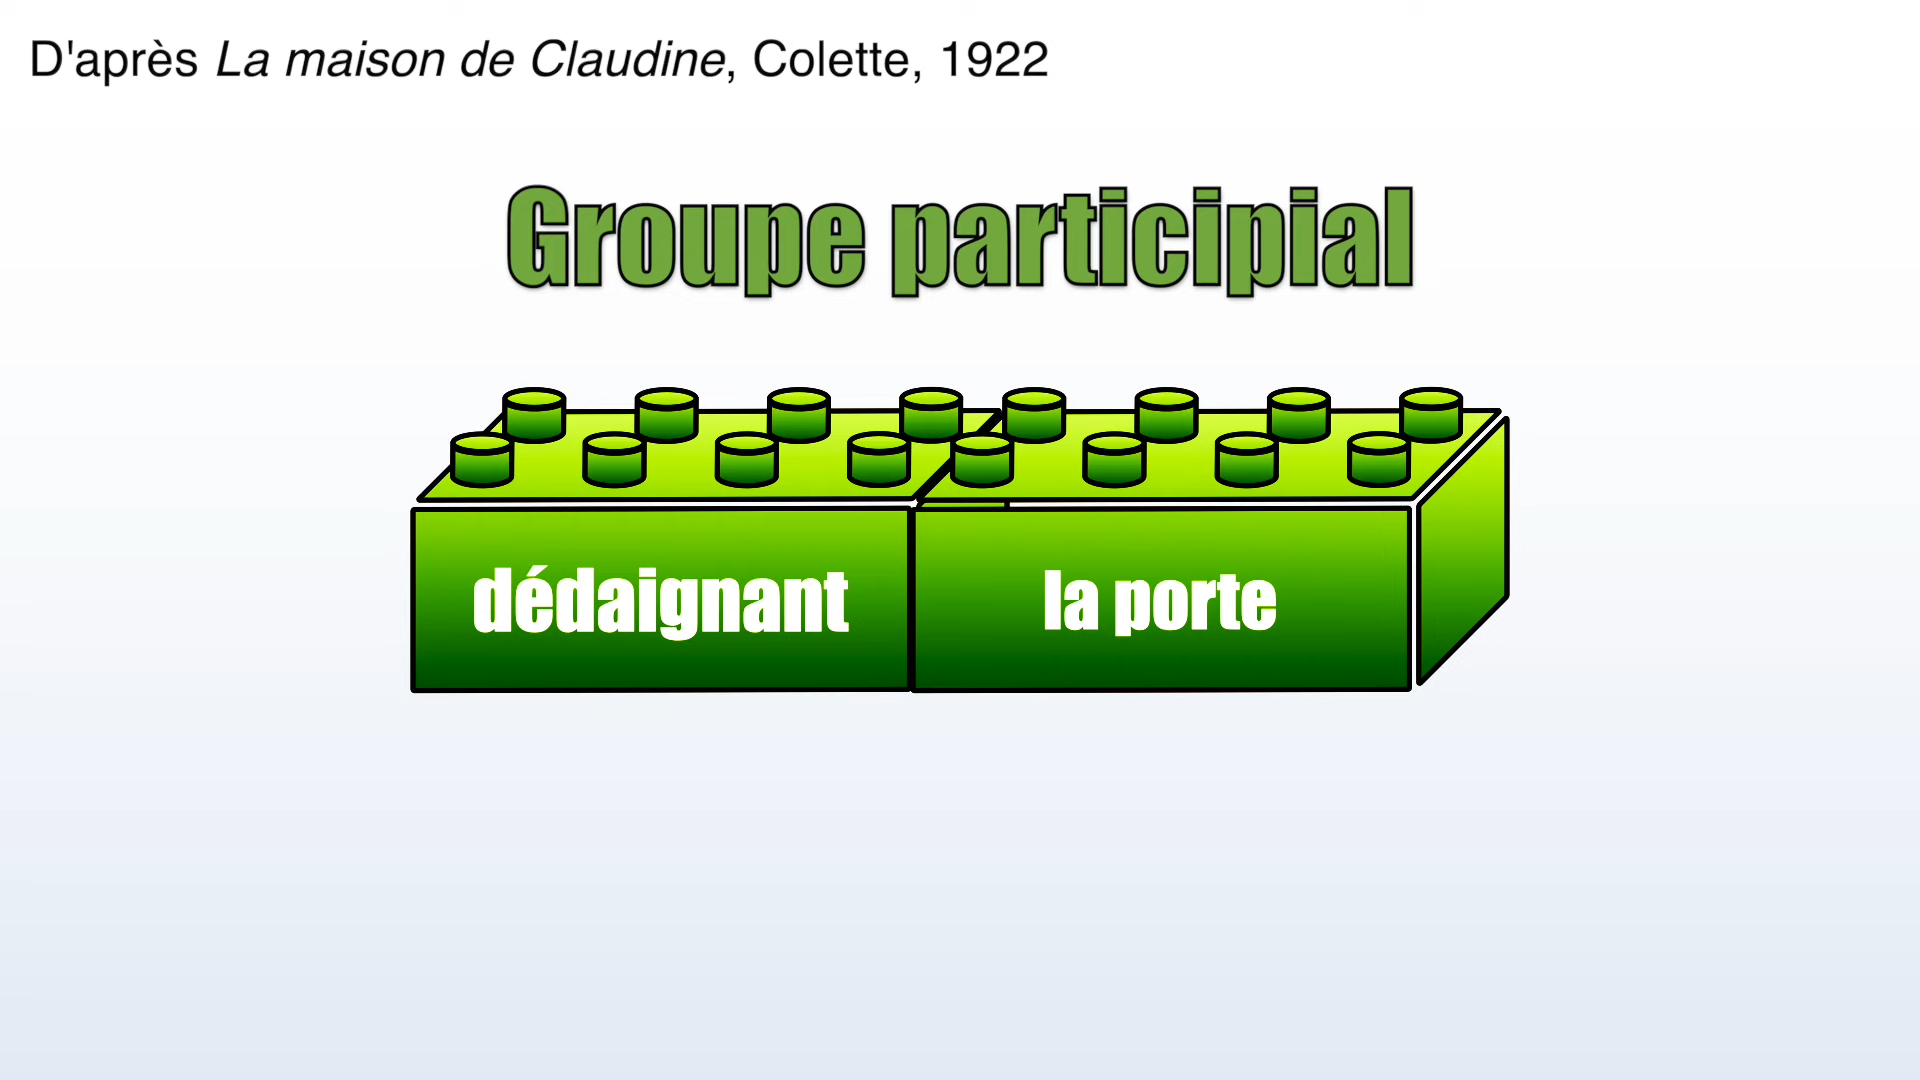 D'après La maison de Claudine, Colette, 1922
Groupe participial
dédaignant la porte